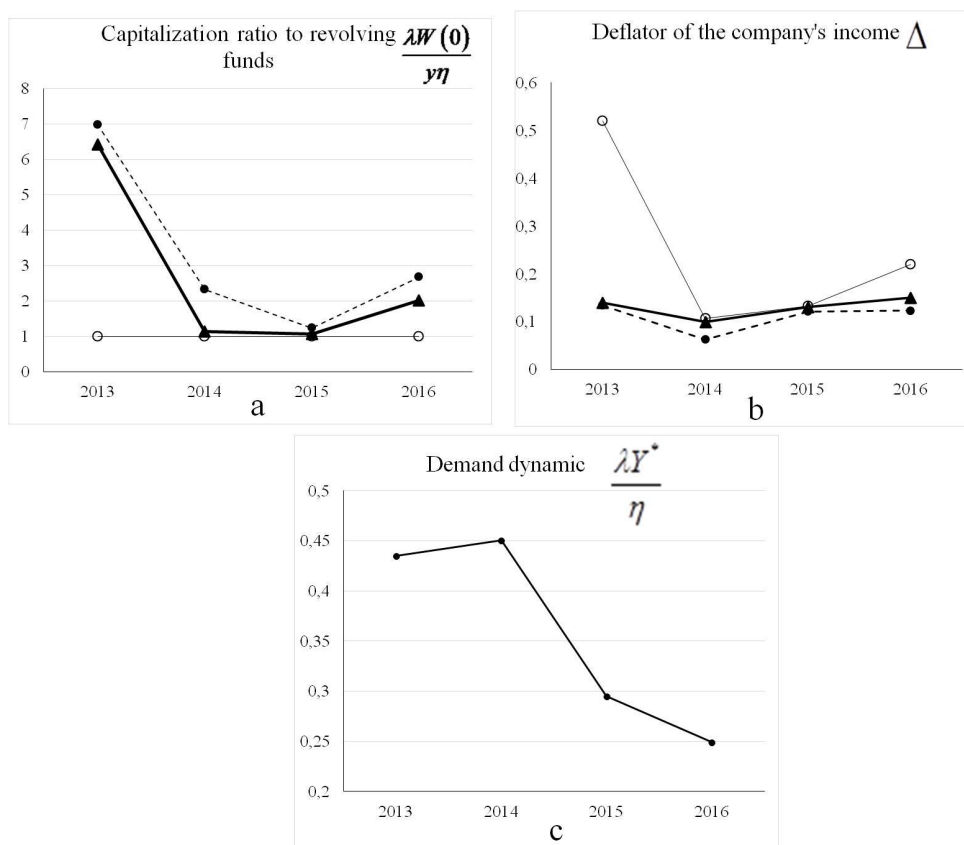 Capitalization ratio to revolving λW(0)
funds yη
8
7
6
5
4
3
2
1
0
2013 2014 2015 2016
a
Deflator of the company's income Δ
0,6
0,5
0,4
0,3
0,2
0,1
0
2013 2014 2015 2016
b
Demand dynamic λY*
η
0,5
0,45
0,4
0,35
0,3
0,25
0,2
2013 2014 2015 2016
c